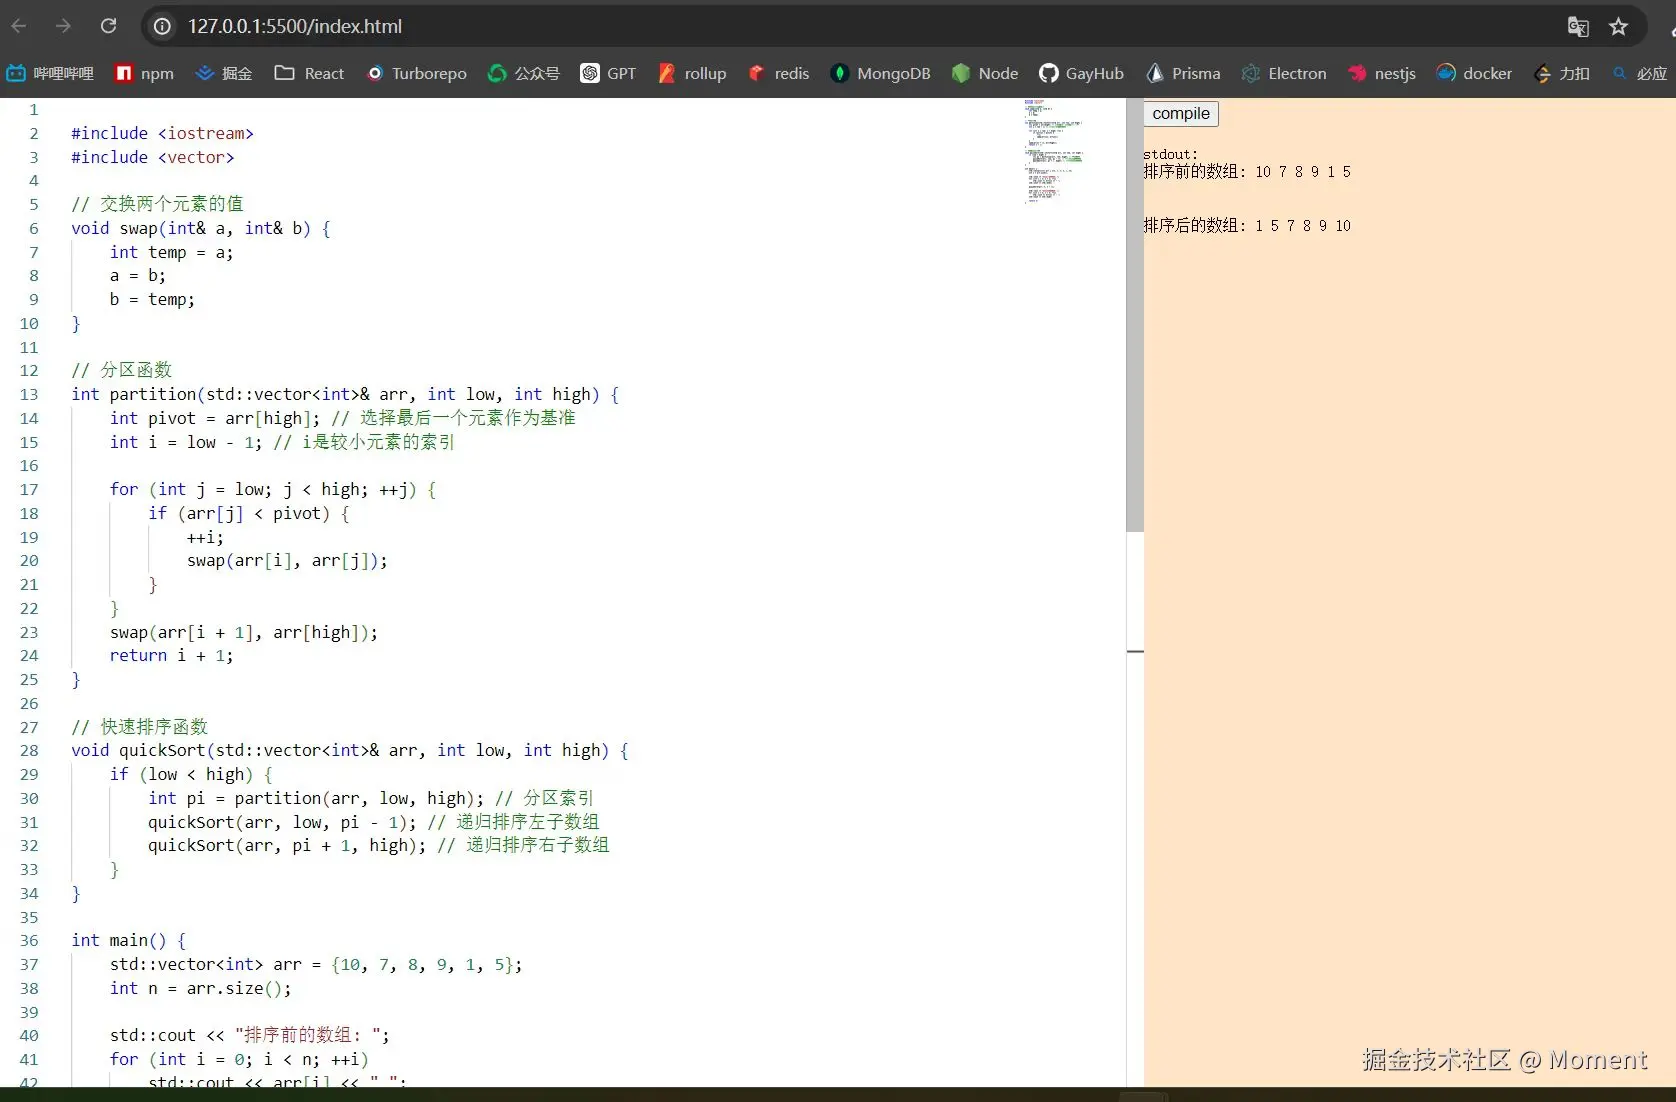 127.0.0.1:5500/index.html
哔哩哔哩 npm 掘金 React Turborepo 公众号 GPT rollup redis MongoDB Node GayHub Prisma Electron nestjs docker 力扣 必应
1
2 #include <iostream>
3 #include <vector>
4
5 // 交换两个元素的值
6 void swap(int& a, int& b) {
7     int temp = a;
8     a = b;
9     b = temp;
10 }
11
12 // 分区函数
13 int partition(std::vector<int>& arr, int low, int high) {
14     int pivot = arr[high]; // 选择最后一个元素作为基准
15     int i = low - 1; // i是较小元素的索引
16
17     for (int j = low; j < high; ++j) {
18         if (arr[j] < pivot) {
19             ++i;
20             swap(arr[i], arr[j]);
21         }
22     }
23     swap(arr[i + 1], arr[high]);
24     return i + 1;
25 }
26
27 // 快速排序函数
28 void quickSort(std::vector<int>& arr, int low, int high) {
29     if (low < high) {
30         int pi = partition(arr, low, high); // 分区索引
31         quickSort(arr, low, pi - 1); // 递归排序左子数组
32         quickSort(arr, pi + 1, high); // 递归排序右子数组
33     }
34 }
35
36 int main() {
37     std::vector<int> arr = {10, 7, 8, 9, 1, 5};
38     int n = arr.size();
39
40     std::cout << "排序前的数组: ";
41     for (int i = 0; i < n; ++i)
42         std::cout << arr[i] << " ";
compile
stdout:
排序前的数组: 10 7 8 9 1 5
排序后的数组: 1 5 7 8 9 10
掘金技术社区 @ Moment